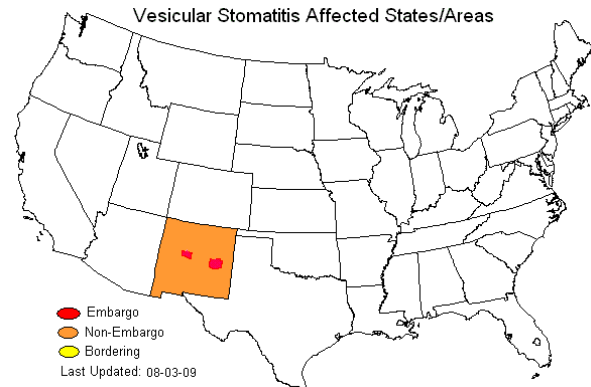 Vesicular Stomatitis Affected States/Areas
Embargo
Non-Embargo
Bordering
Last Updated: 08-03-09